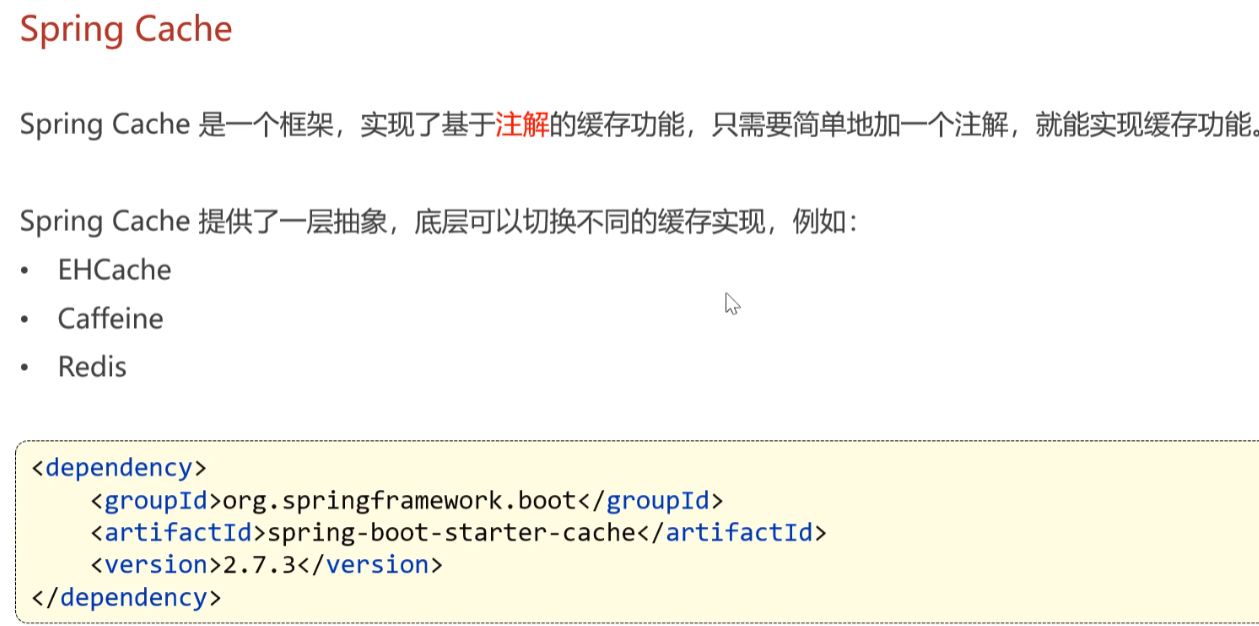 Spring Cache
Spring Cache 是一个框架，实现了基于注解的缓存功能，只需要简单地加一个注解，就能实现缓存功能。
Spring Cache 提供了一层抽象，底层可以切换不同的缓存实现，例如：
• EHCache
• Caffeine
• Redis
<dependency>
    <groupId>org.springframework.boot</groupId>
    <artifactId>spring-boot-starter-cache</artifactId>
    <version>2.7.3</version>
</dependency>